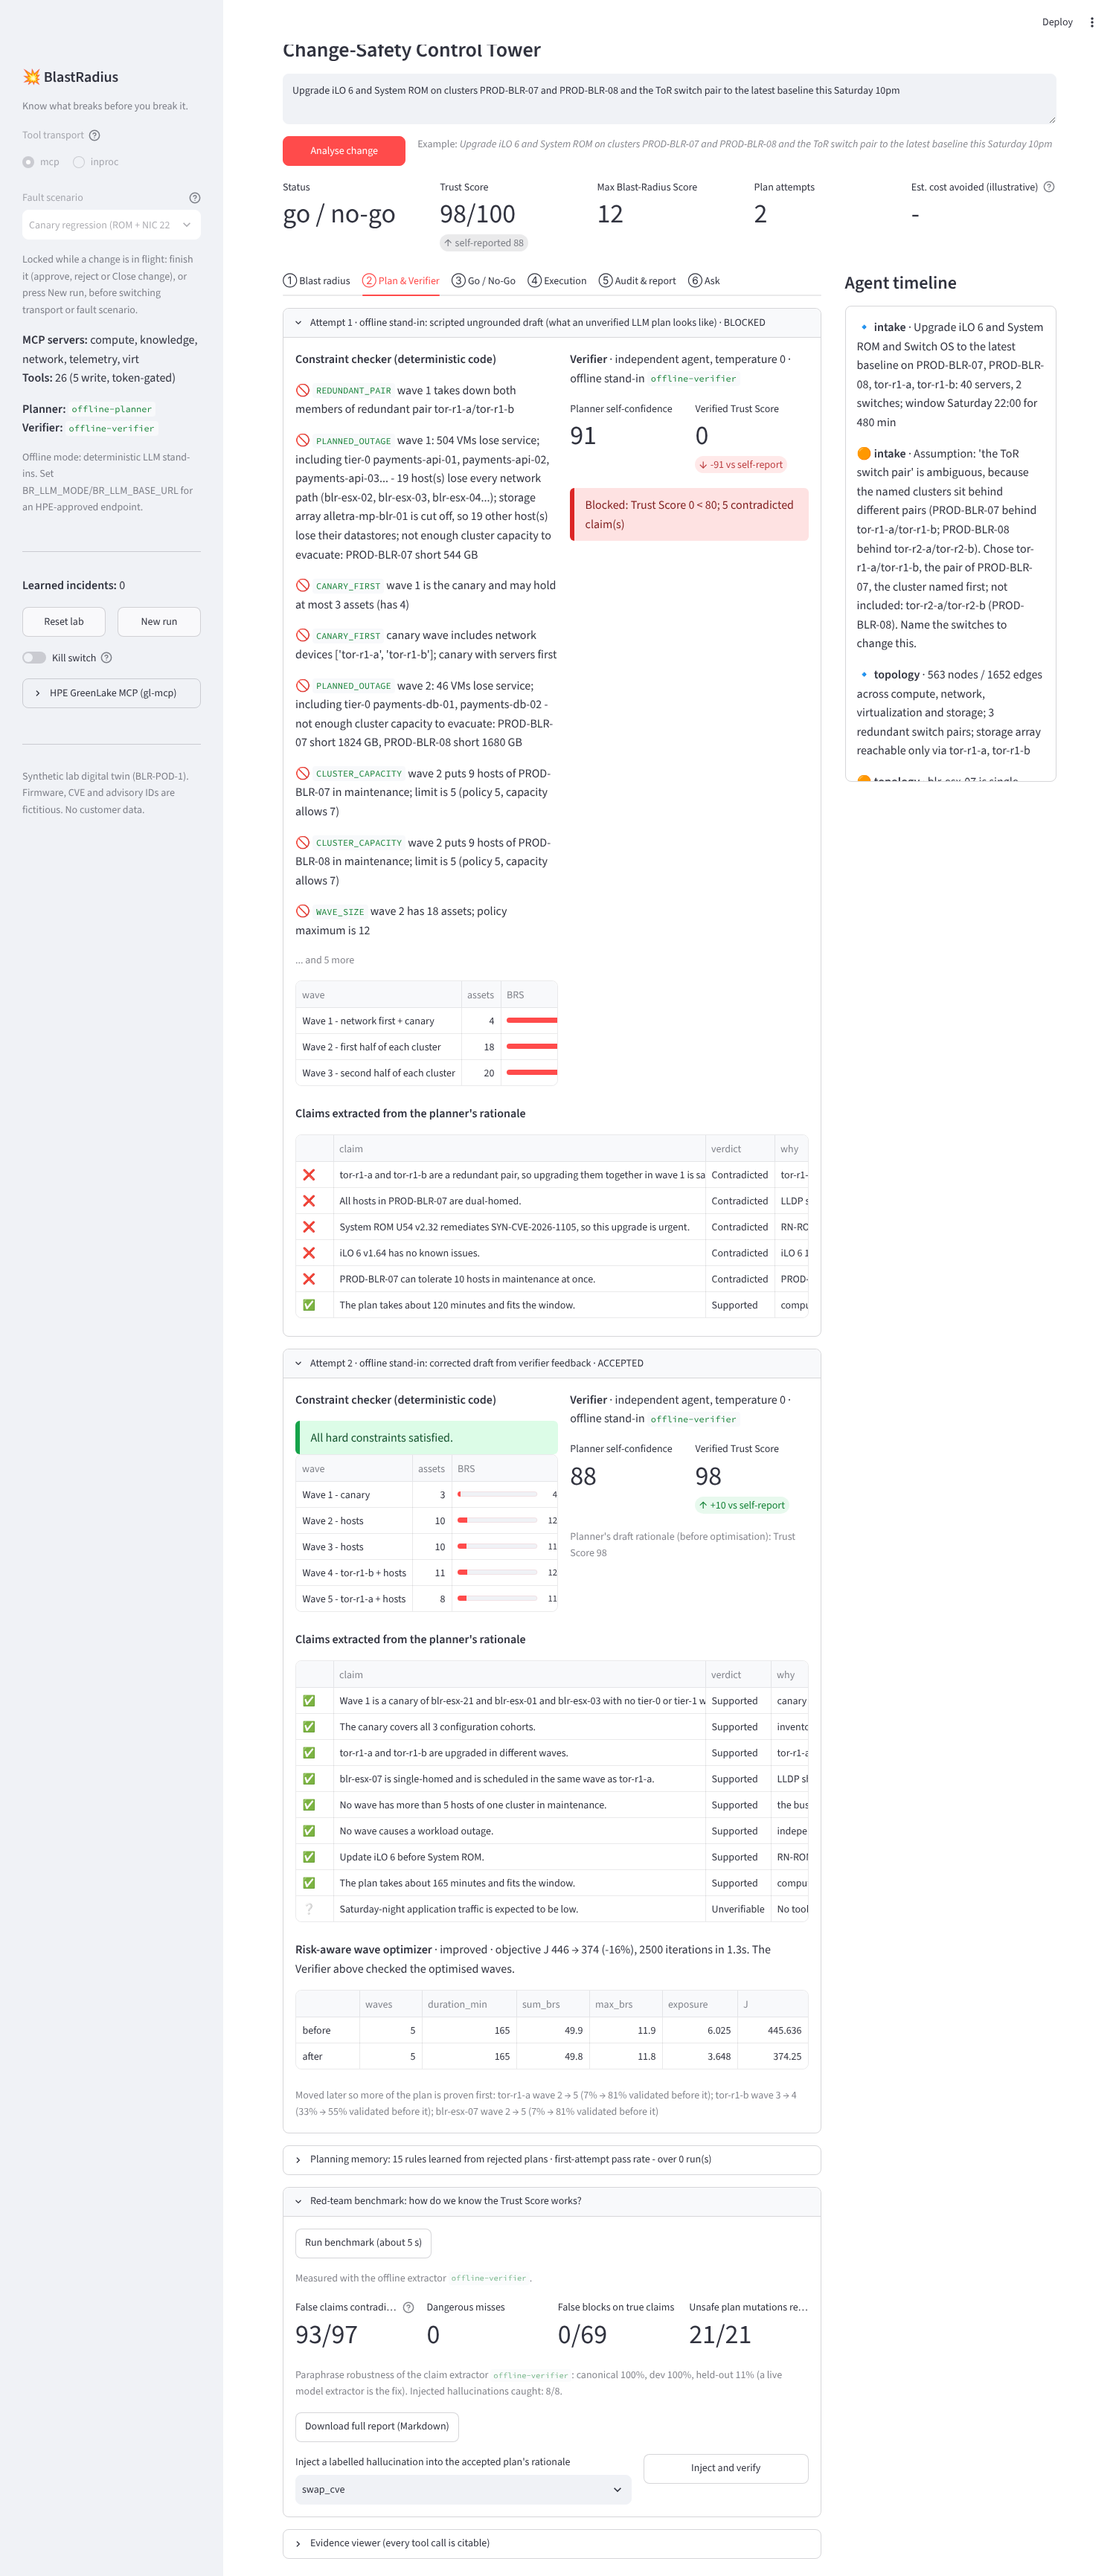 Deploy
💥 BlastRadius
Know what breaks before you break it.
Tool transport
mcp inproc
Fault scenario
Canary regression (ROM + NIC 22
Locked while a change is in flight: finish
it (approve, reject or Close change), or
press New run, before switching
transport or fault scenario.
MCP servers: compute, knowledge,
network, telemetry, virt
Tools: 26 (5 write, token-gated)
Planner: offline-planner
Verifier: offline-verifier
Offline mode: deterministic LLM stand-
ins. Set
BR_LLM_MODE/BR_LLM_BASE_URL for
an HPE-approved endpoint.
Learned incidents: 0
Reset lab New run
Kill switch
HPE GreenLake MCP (gl-mcp)
Synthetic lab digital twin (BLR-POD-1).
Firmware, CVE and advisory IDs are
fictitious. No customer data.
Change-Safety Control Tower
Upgrade iLO 6 and System ROM on clusters PROD-BLR-07 and PROD-BLR-08 and the ToR switch pair to the latest baseline this Saturday 10pm
Analyse change
Example: Upgrade iLO 6 and System ROM on clusters PROD-BLR-07 and PROD-BLR-08 and the ToR switch pair to the latest baseline this Saturday 10pm
Status Trust Score Max Blast-Radius Score Plan attempts Est. cost avoided (illustrative)
go / no-go 98/100 12 2 -
↑ self-reported 88
① Blast radius ② Plan & Verifier ③ Go / No-Go ④ Execution ⑤ Audit & report ⑥ Ask
Attempt 1 · offline stand-in: scripted ungrounded draft (what an unverified LLM plan looks like) · BLOCKED
Constraint checker (deterministic code)
🚫 REDUNDANT_PAIR wave 1 takes down both
members of redundant pair tor-r1-a/tor-r1-b
🚫 PLANNED_OUTAGE wave 1: 504 VMs lose service;
including tier-0 payments-api-01, payments-api-02,
payments-api-03... - 19 host(s) lose every network
path (blr-esx-02, blr-esx-03, blr-esx-04...); storage
array alletra-mp-blr-01 is cut off, so 19 other host(s)
lose their datastores; not enough cluster capacity to
evacuate: PROD-BLR-07 short 544 GB
🚫 CANARY_FIRST wave 1 is the canary and may hold
at most 3 assets (has 4)
🚫 CANARY_FIRST canary wave includes network
devices ['tor-r1-a', 'tor-r1-b']; canary with servers first
🚫 PLANNED_OUTAGE wave 2: 46 VMs lose service;
including tier-0 payments-db-01, payments-db-02 -
not enough cluster capacity to evacuate: PROD-BLR-
07 short 1824 GB, PROD-BLR-08 short 1680 GB
🚫 CLUSTER_CAPACITY wave 2 puts 9 hosts of PROD-
BLR-07 in maintenance; limit is 5 (policy 5, capacity
allows 7)
🚫 CLUSTER_CAPACITY wave 2 puts 9 hosts of PROD-
BLR-08 in maintenance; limit is 5 (policy 5, capacity
allows 7)
🚫 WAVE_SIZE wave 2 has 18 assets; policy
maximum is 12
... and 5 more
Verifier · independent agent, temperature 0 ·
offline stand-in offline-verifier
Planner self-confidence Verified Trust Score
91 0
↓ -91 vs self-report
Blocked: Trust Score 0 < 80; 5 contradicted
claim(s)
wave assets BRS
Wave 1 - network first + canary 4
Wave 2 - first half of each cluster 18
Wave 3 - second half of each cluster 20
Claims extracted from the planner's rationale
claim verdict why
❌ tor-r1-a and tor-r1-b are a redundant pair, so upgrading them together in wave 1 is sa Contradicted tor-r1-
❌ All hosts in PROD-BLR-07 are dual-homed. Contradicted LLDP s
❌ System ROM U54 v2.32 remediates SYN-CVE-2026-1105, so this upgrade is urgent. Contradicted RN-RO
❌ iLO 6 v1.64 has no known issues. Contradicted iLO 6 1
❌ PROD-BLR-07 can tolerate 10 hosts in maintenance at once. Contradicted PROD-
✅ The plan takes about 120 minutes and fits the window. Supported compu
Attempt 2 · offline stand-in: corrected draft from verifier feedback · ACCEPTED
Constraint checker (deterministic code)
All hard constraints satisfied.
wave assets BRS
Wave 1 - canary 3 4
Wave 2 - hosts 10 12
Wave 3 - hosts 10 11
Wave 4 - tor-r1-b + hosts 11 12
Wave 5 - tor-r1-a + hosts 8 11
Verifier · independent agent, temperature 0 ·
offline stand-in offline-verifier
Planner self-confidence Verified Trust Score
88 98
↑ +10 vs self-report
Planner's draft rationale (before optimisation): Trust
Score 98
Claims extracted from the planner's rationale
claim verdict why
✅ Wave 1 is a canary of blr-esx-21 and blr-esx-01 and blr-esx-03 with no tier-0 or tier-1 w Supported canary
✅ The canary covers all 3 configuration cohorts. Supported invento
✅ tor-r1-a and tor-r1-b are upgraded in different waves. Supported tor-r1-a
✅ blr-esx-07 is single-homed and is scheduled in the same wave as tor-r1-a. Supported LLDP sl
✅ No wave has more than 5 hosts of one cluster in maintenance. Supported the bus
✅ No wave causes a workload outage. Supported indepe
✅ Update iLO 6 before System ROM. Supported RN-ROI
✅ The plan takes about 165 minutes and fits the window. Supported compu
❔ Saturday-night application traffic is expected to be low. Unverifiable No tool
Risk-aware wave optimizer · improved · objective J 446 → 374 (-16%), 2500 iterations in 1.3s. The
Verifier above checked the optimised waves.
waves duration_min sum_brs max_brs exposure J
before 5 165 49.9 11.9 6.025 445.636
after 5 165 49.8 11.8 3.648 374.25
Moved later so more of the plan is proven first: tor-r1-a wave 2 → 5 (7% → 81% validated before it); tor-r1-b wave 3 → 4
(33% → 55% validated before it); blr-esx-07 wave 2 → 5 (7% → 81% validated before it)
Planning memory: 15 rules learned from rejected plans · first-attempt pass rate - over 0 run(s)
Red-team benchmark: how do we know the Trust Score works?
Run benchmark (about 5 s)
Measured with the offline extractor offline-verifier .
False claims contradi... Dangerous misses False blocks on true claims Unsafe plan mutations re...
93/97 0 0/69 21/21
Paraphrase robustness of the claim extractor offline-verifier : canonical 100%, dev 100%, held-out 11% (a live
model extractor is the fix). Injected hallucinations caught: 8/8.
Download full report (Markdown)
Inject a labelled hallucination into the accepted plan's rationale
swap_cve
Inject and verify
Evidence viewer (every tool call is citable)
Agent timeline
🔹 intake · Upgrade iLO 6 and System
ROM and Switch OS to the latest
baseline on PROD-BLR-07, PROD-BLR-
08, tor-r1-a, tor-r1-b: 40 servers, 2
switches; window Saturday 22:00 for
480 min
🟠 intake · Assumption: 'the ToR
switch pair' is ambiguous, because
the named clusters sit behind
different pairs (PROD-BLR-07 behind
tor-r1-a/tor-r1-b; PROD-BLR-08
behind tor-r2-a/tor-r2-b). Chose tor-
r1-a/tor-r1-b, the pair of PROD-BLR-
07, the cluster named first; not
included: tor-r2-a/tor-r2-b (PROD-
BLR-08). Name the switches to
change this.
🔹 topology · 563 nodes / 1652 edges
across compute, network,
virtualization and storage; 3
redundant switch pairs; storage array
reachable only via tor-r1-a, tor-r1-b
🟠 topology · blr-esx-07 is single-